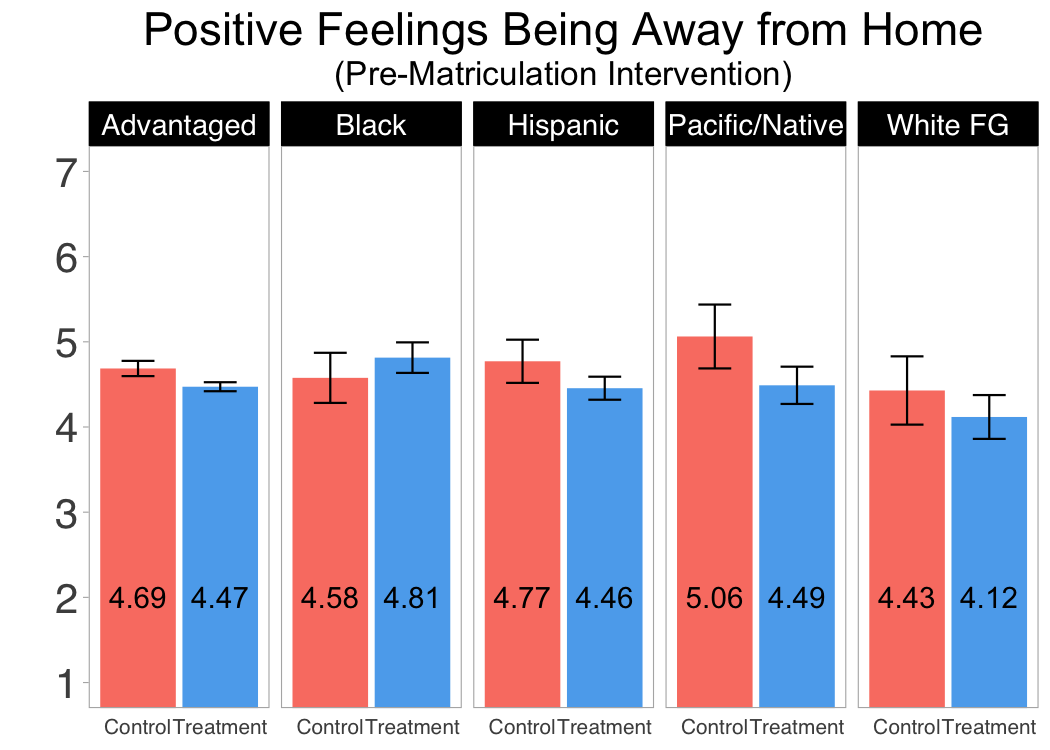 Positive Feelings Being Away from Home
(Pre-Matriculation Intervention)
Advantaged Black Hispanic Pacific/Native White FG
7
6
5
4
3
2
1
4.69 4.47 4.58 4.81 4.77 4.46 5.06 4.49 4.43 4.12
Control Treatment Control Treatment Control Treatment Control Treatment Control Treatment